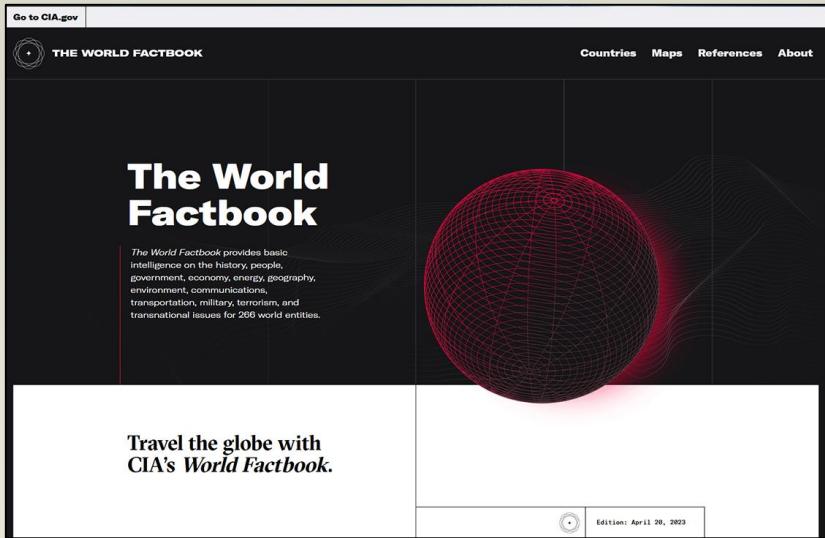 Go to CIA.gov
THE WORLD FACTBOOK
Countries Maps References About
The World
Factbook
The World Factbook provides basic
intelligence on the history, people,
government, economy, energy, geography,
environment, communications,
transportation, military, terrorism, and
transnational issues for 266 world entities.
Travel the globe with
CIA's World Factbook.
Edition: April 20, 2023